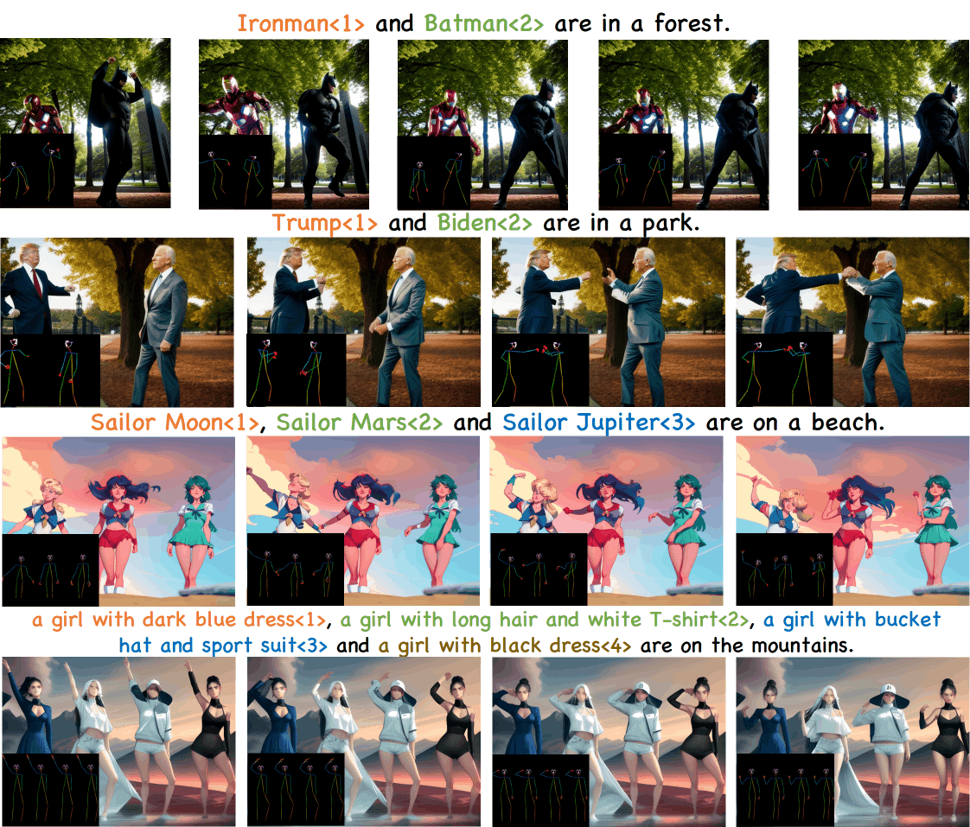 Ironman<1> and Batman<2> are in a forest.
Trump<1> and Biden<2> are in a park.
Sailor Moon<1>, Sailor Mars<2> and Sailor Jupiter<3> are on a beach.
a girl with dark blue dress<1>, a girl with long hair and white T-shirt<2>, a girl with bucket
hat and sport suit<3> and a girl with black dress<4> are on the mountains.